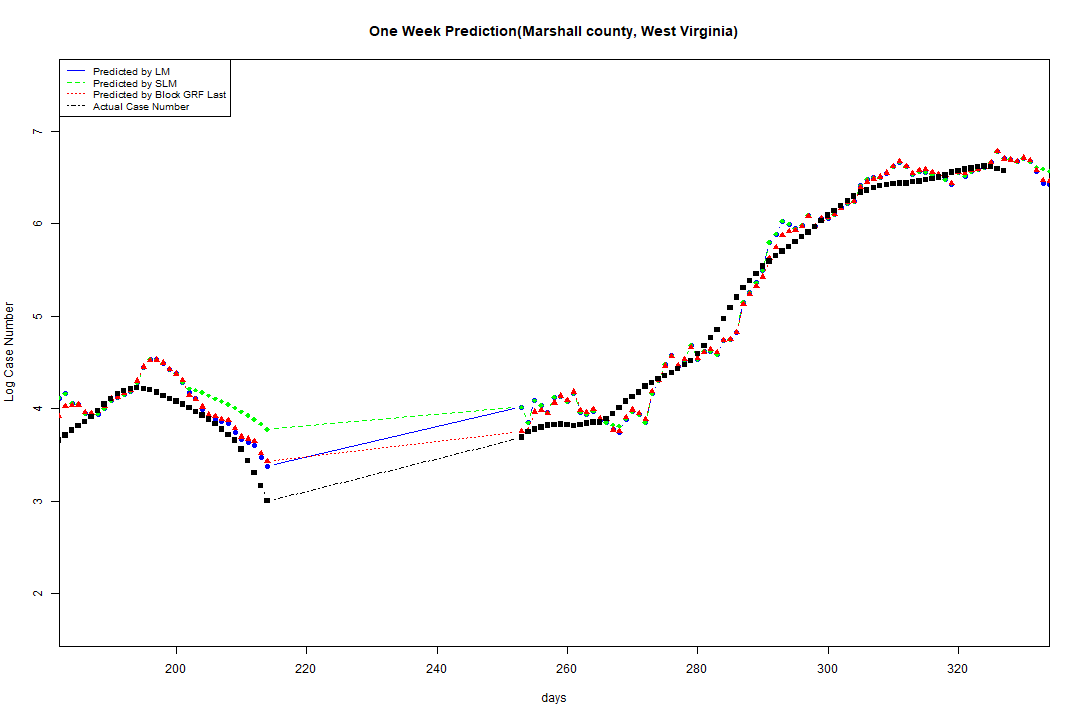 One Week Prediction(Marshall county, West Virginia)
Predicted by LM
Predicted by SLM
Predicted by Block GRF Last
Actual Case Number
7
6
5
4
3
2
Log Case Number
200 220 240 260 280 300 320
days